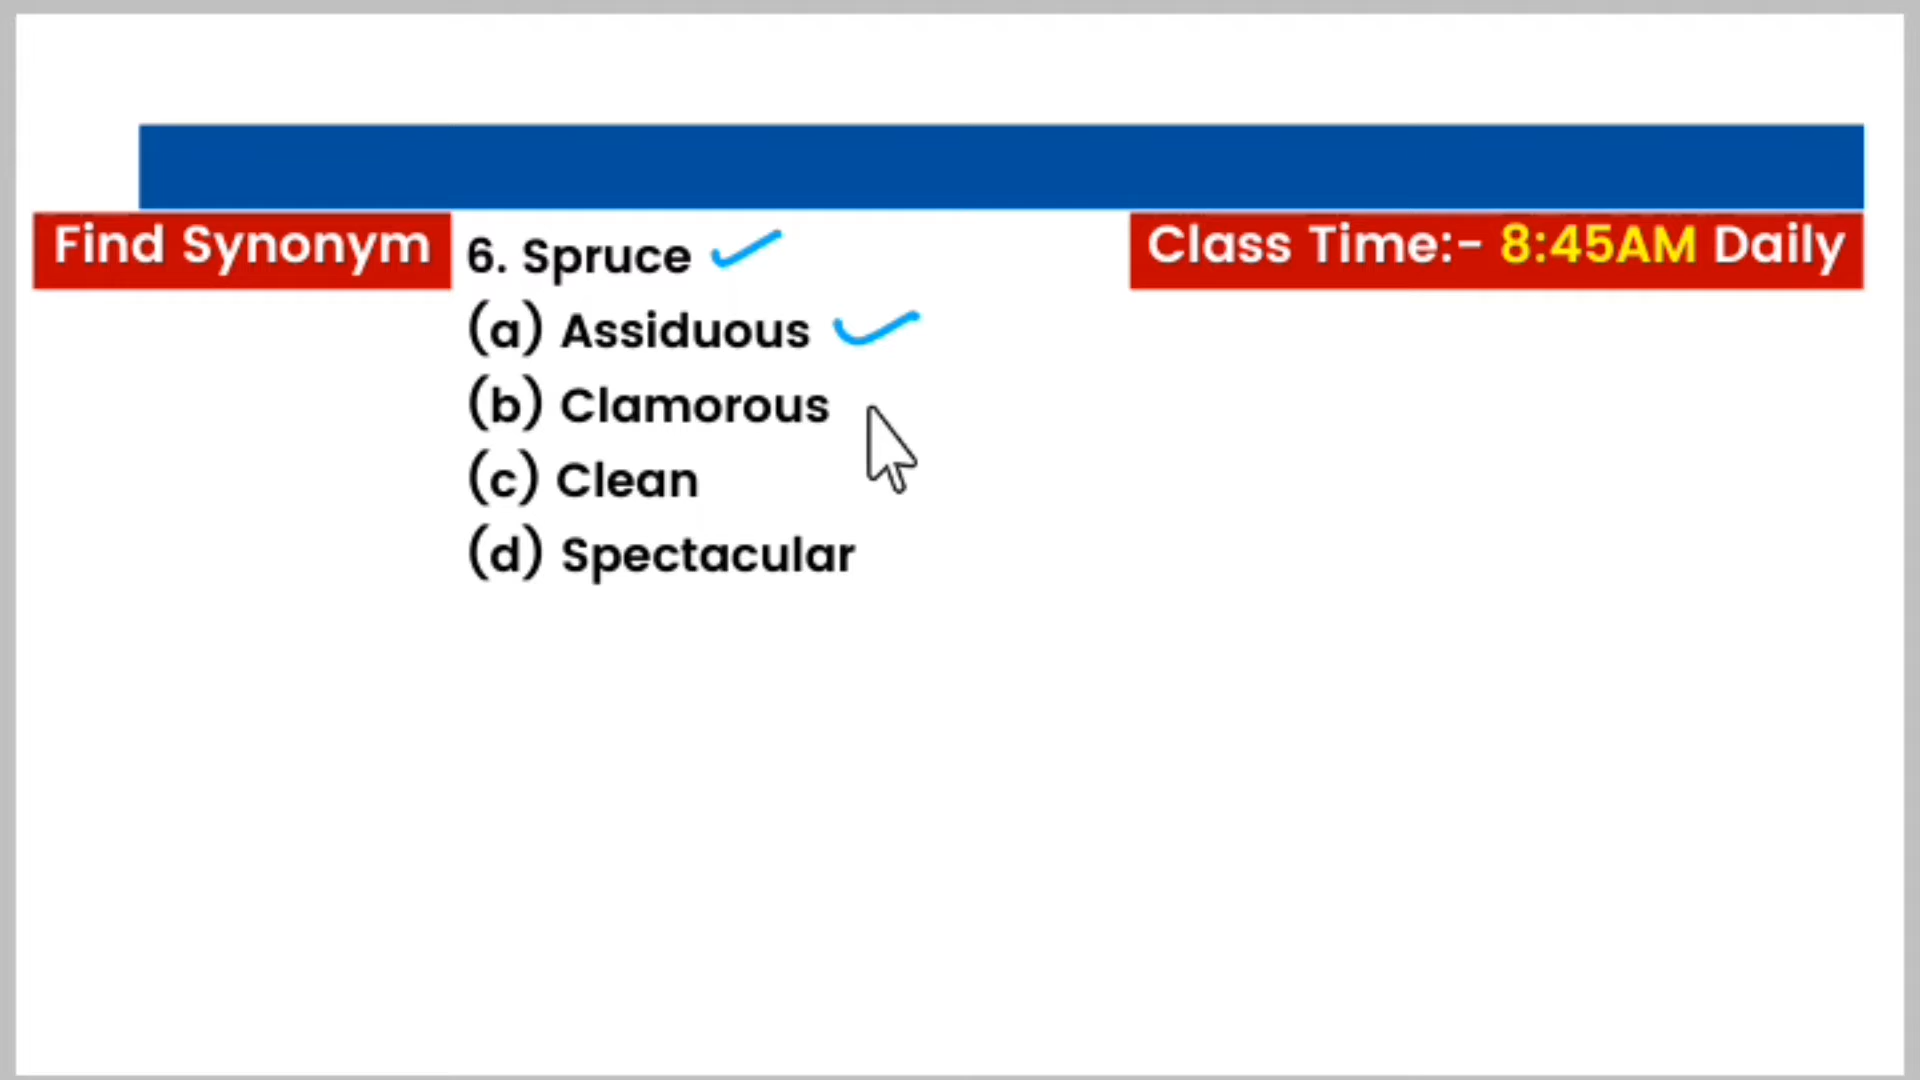 Find Synonym
6. Spruce
Class Time:- 8:45AM Daily
(a) Assiduous
(b) Clamorous
(c) Clean
(d) Spectacular